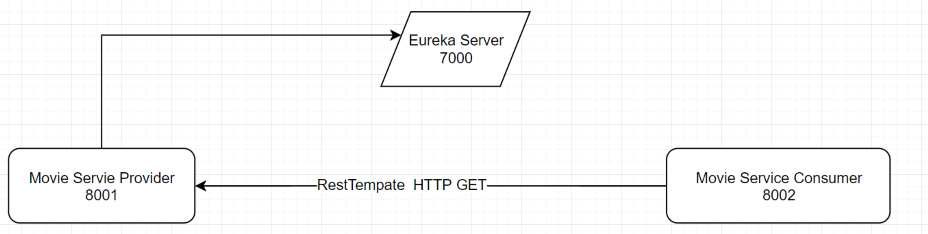 Eureka Server
7000
Movie Servie Provider
8001
RestTempate HTTP GET
Movie Service Consumer
8002